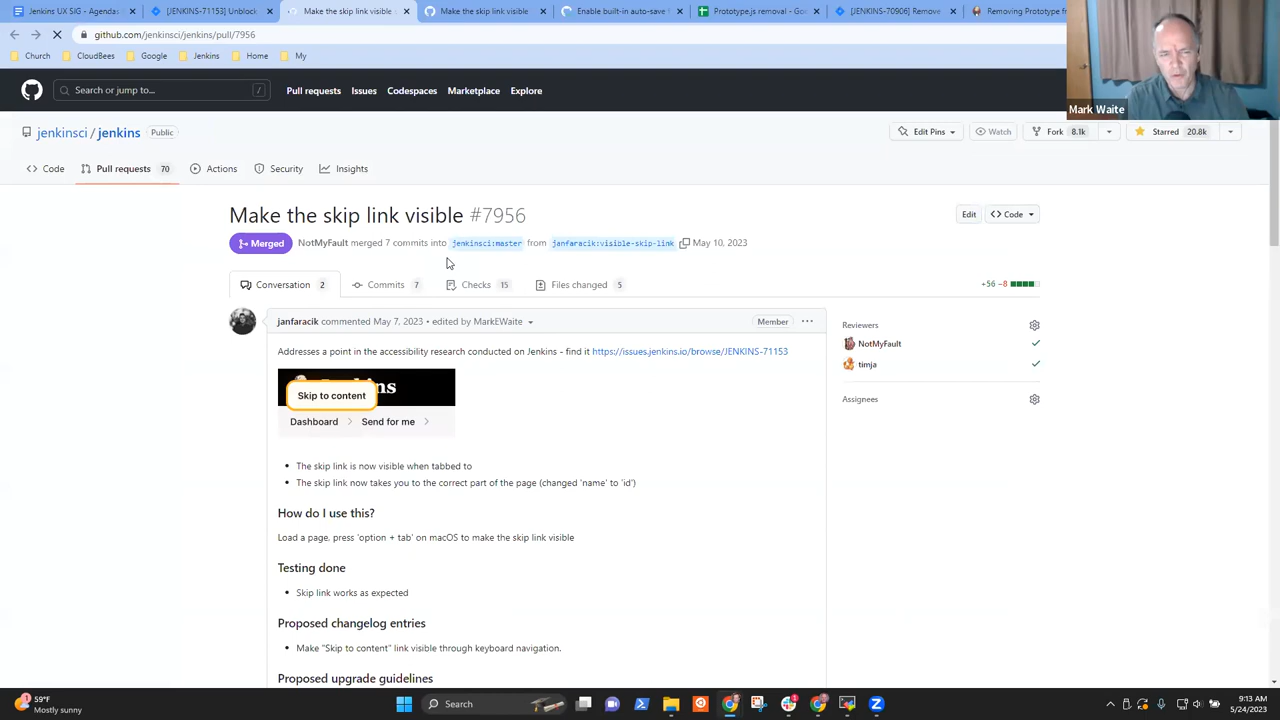 Jenkins UX SIG - Agenda
[JENKINS-71153] Unblock
Make the skip link visible
Make the skip link visible
Enable built-in auto-save
Prototype.js removal
[JENKINS-70906] Remove
Removing Prototype f
github.com/jenkinsci/jenkins/pull/7956
Church
CloudBees
Google
Jenkins
Home
My
Mark Waite
Search or jump to...
/
Pull requests
Issues
Codespaces
Marketplace
Explore
jenkinsci / jenkins
Public
Edit Pins
Watch
Fork 8.1k
Starred 20.8k
Code
Pull requests 70
Actions
Security
Insights
Make the skip link visible #7956
Edit
<> Code
Merged
NotMyFault merged 7 commits into jenkinsci:master from janfaracik:visible-skip-link May 10, 2023
Conversation 2
Commits 7
Checks 15
Files changed 5
+56 −8
janfaracik commented May 7, 2023 • edited by MarkEWaite
Member
Addresses a point in the accessibility research conducted on Jenkins - find it https://issues.jenkins.io/browse/JENKINS-71153
Skip to content
Dashboard > Send for me >
• The skip link is now visible when tabbed to
• The skip link now takes you to the correct part of the page (changed 'name' to 'id')
How do I use this?
Load a page, press 'option + tab' on macOS to make the skip link visible
Testing done
• Skip link works as expected
Proposed changelog entries
• Make "Skip to content" link visible through keyboard navigation.
Proposed upgrade guidelines
Reviewers
NotMyFault
timja
Assignees
59°F
Mostly sunny
Search
9:13 AM
5/24/2023